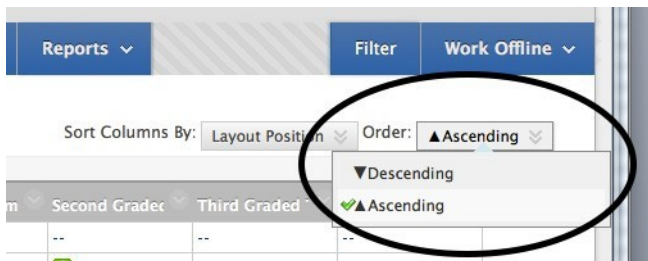 Reports Filter Work Offline
Sort Columns By: Layout Position Order: ▲Ascending
▼Descending
▲Ascending
m Second Graded Third Graded T
-- -- --